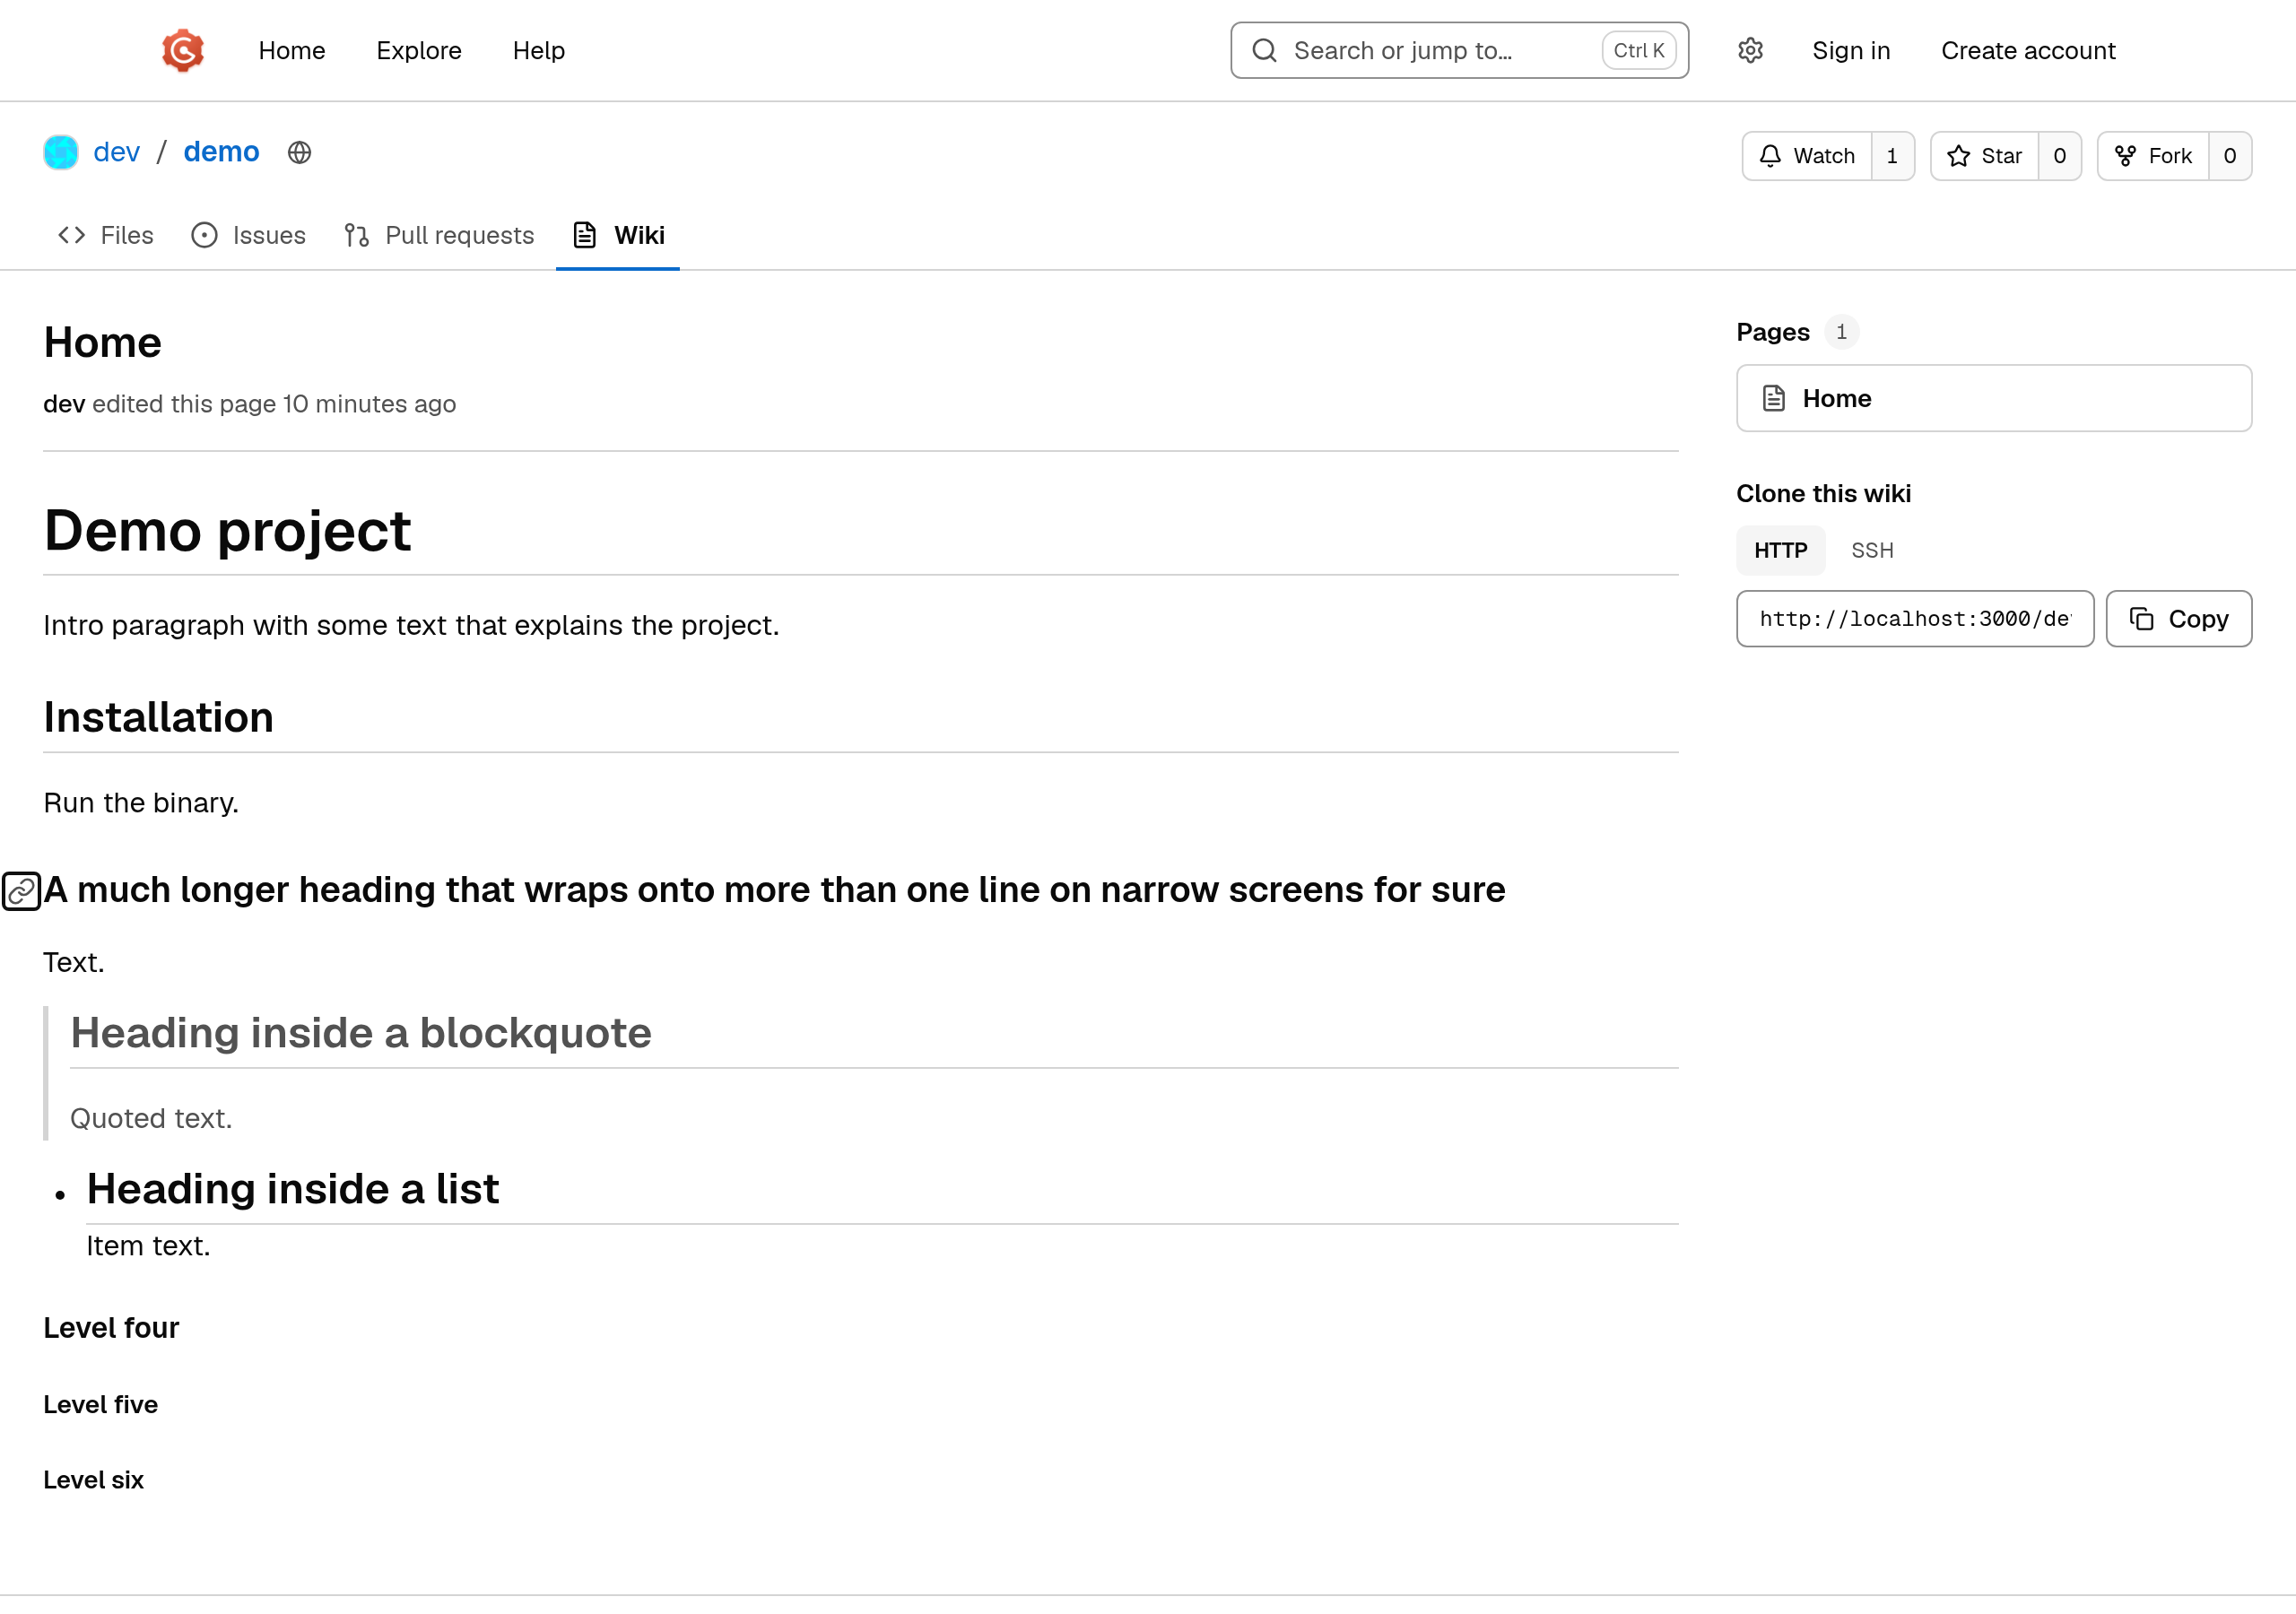 Home Explore Help Search or jump to... Ctrl K Sign in Create account
dev / demo Watch 1 Star 0 Fork 0
Files Issues Pull requests Wiki
Home
dev edited this page 10 minutes ago
Demo project
Intro paragraph with some text that explains the project.
Installation
Run the binary.
A much longer heading that wraps onto more than one line on narrow screens for sure
Text.
Heading inside a blockquote
Quoted text.
• Heading inside a list
Item text.
Level four
Level five
Level six
Pages 1
Home
Clone this wiki
HTTP SSH
http://localhost:3000/de Copy